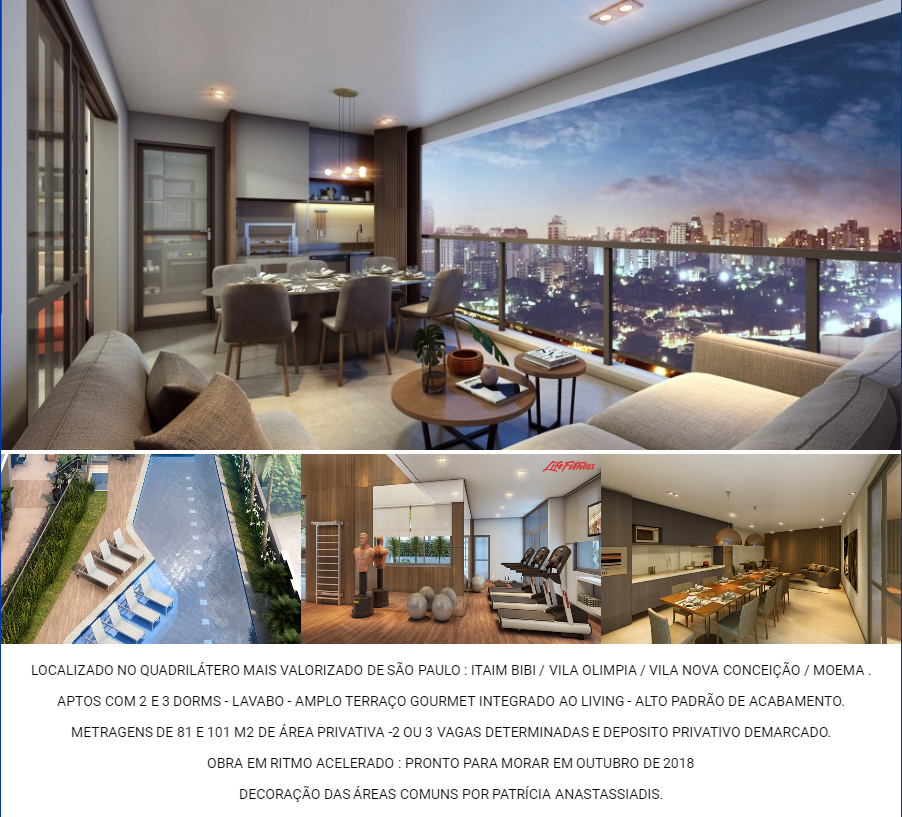 Life Fitness
LOCALIZADO NO QUADRILÁTERO MAIS VALORIZADO DE SÃO PAULO : ITAIM BIBI / VILA OLIMPIA / VILA NOVA CONCEIÇÃO / MOEMA .
APTOS COM 2 E 3 DORMS - LAVABO - AMPLO TERRAÇO GOURMET INTEGRADO AO LIVING - ALTO PADRÃO DE ACABAMENTO.
METRAGENS DE 81 E 101 M2 DE ÁREA PRIVATIVA -2 OU 3 VAGAS DETERMINADAS E DEPOSITO PRIVATIVO DEMARCADO.
OBRA EM RITMO ACELERADO : PRONTO PARA MORAR EM OUTUBRO DE 2018
DECORAÇÃO DAS ÁREAS COMUNS POR PATRÍCIA ANASTASSIADIS.